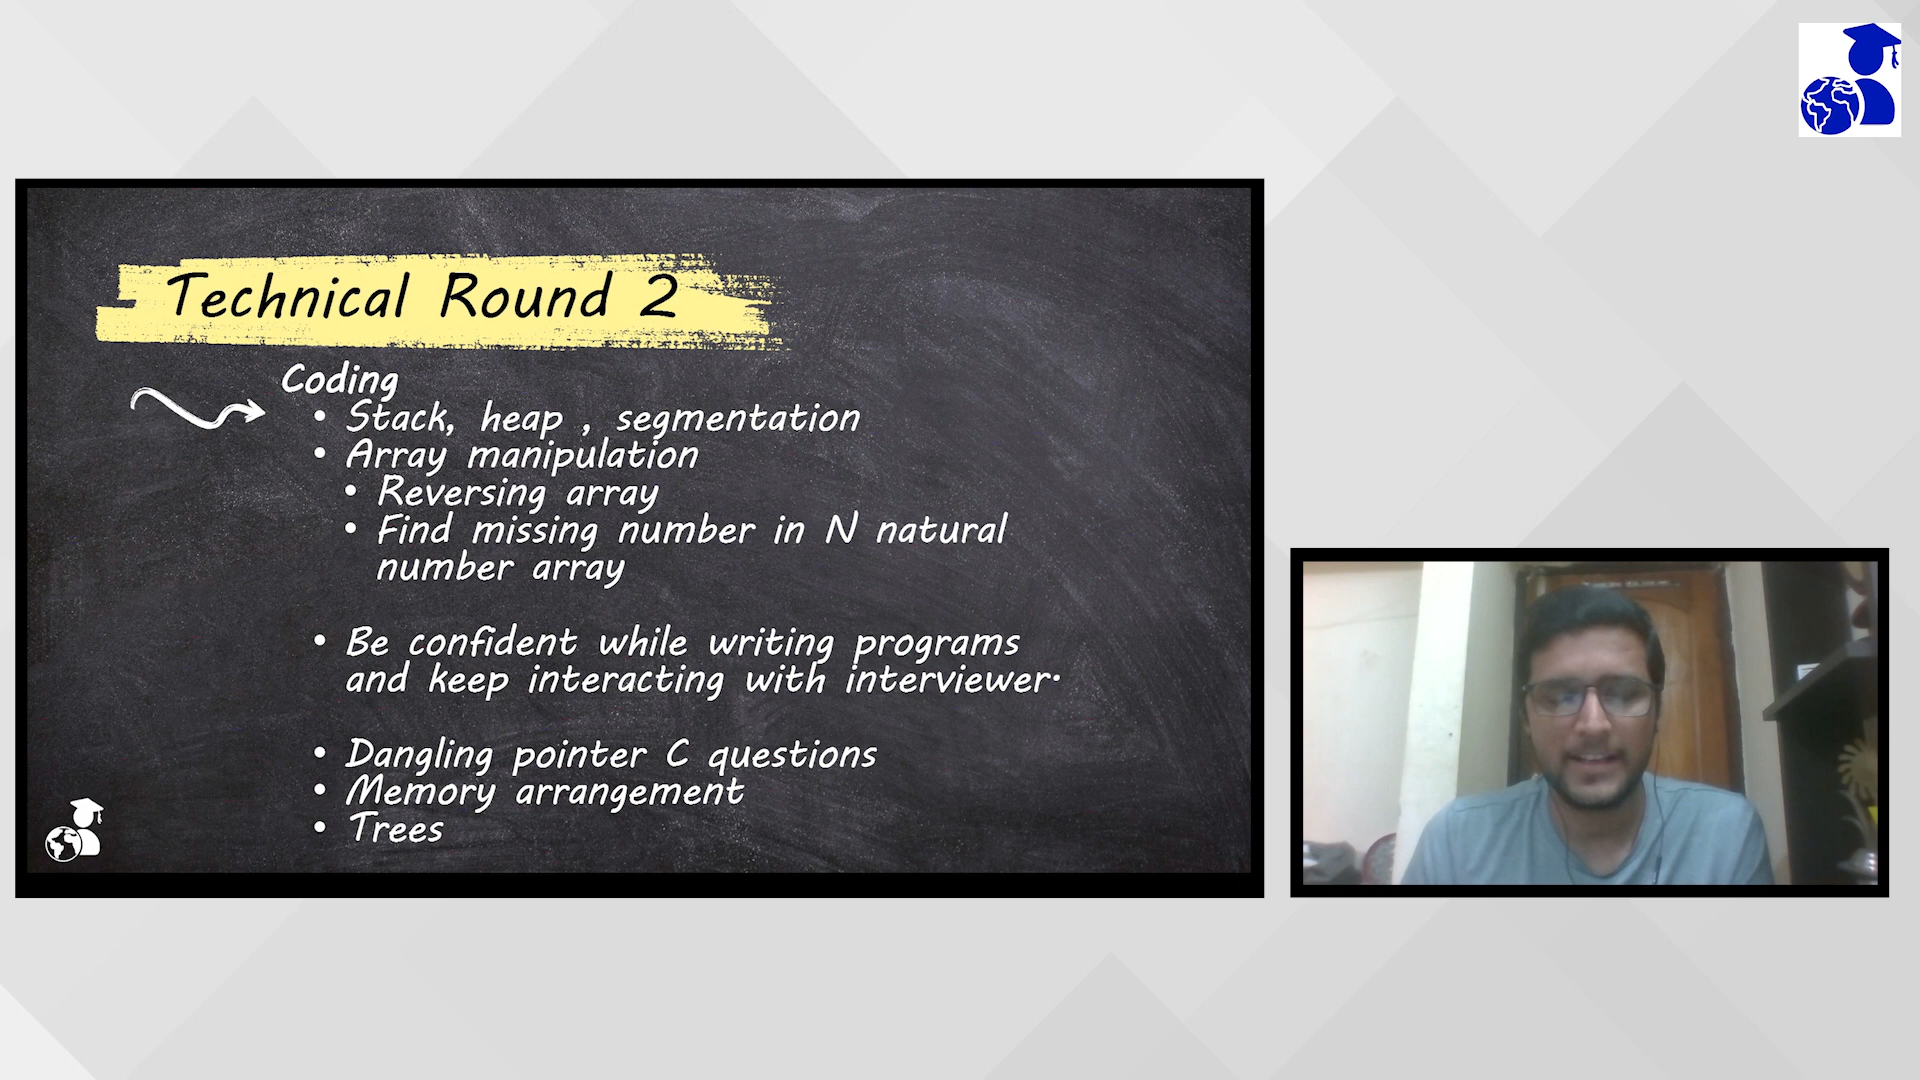 Technical Round 2
Coding
• Stack, heap , segmentation
• Array manipulation
• Reversing array
• Find missing number in N natural
number array
• Be confident while writing programs
and keep interacting with interviewer.
• Dangling pointer C questions
• Memory arrangement
• Trees